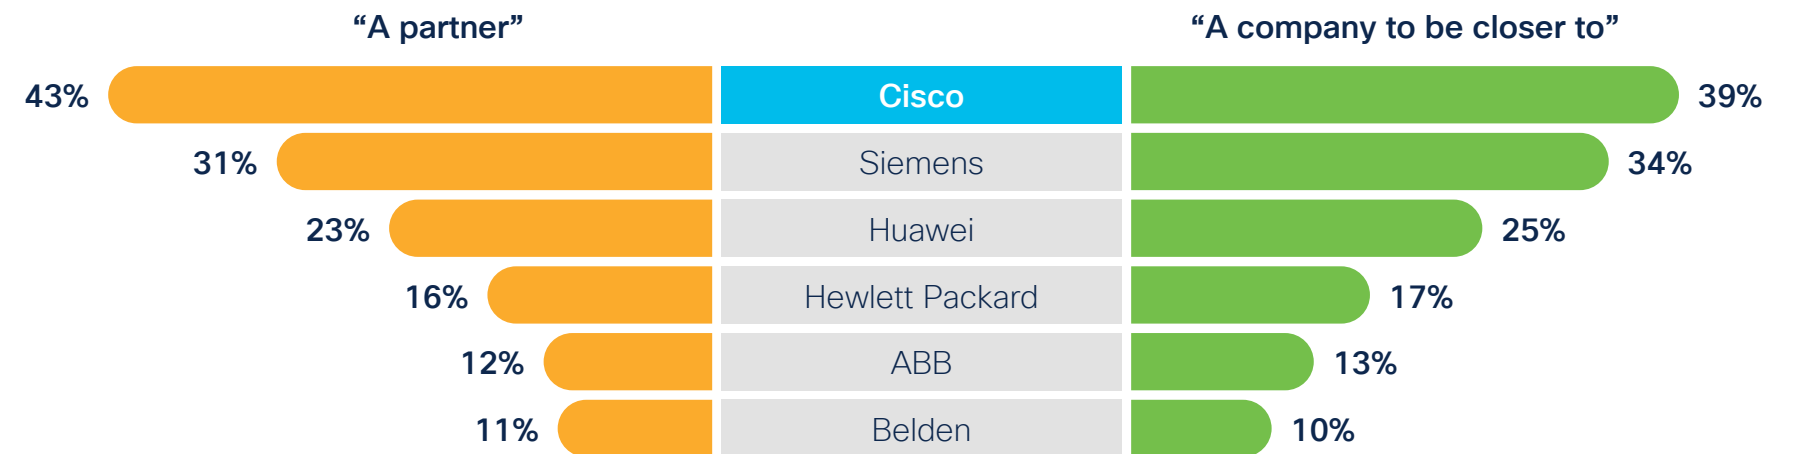 “A partner” “A company to be closer to”
43% Cisco 39%
31% Siemens 34%
23% Huawei 25%
16% Hewlett Packard 17%
12% ABB 13%
11% Belden 10%